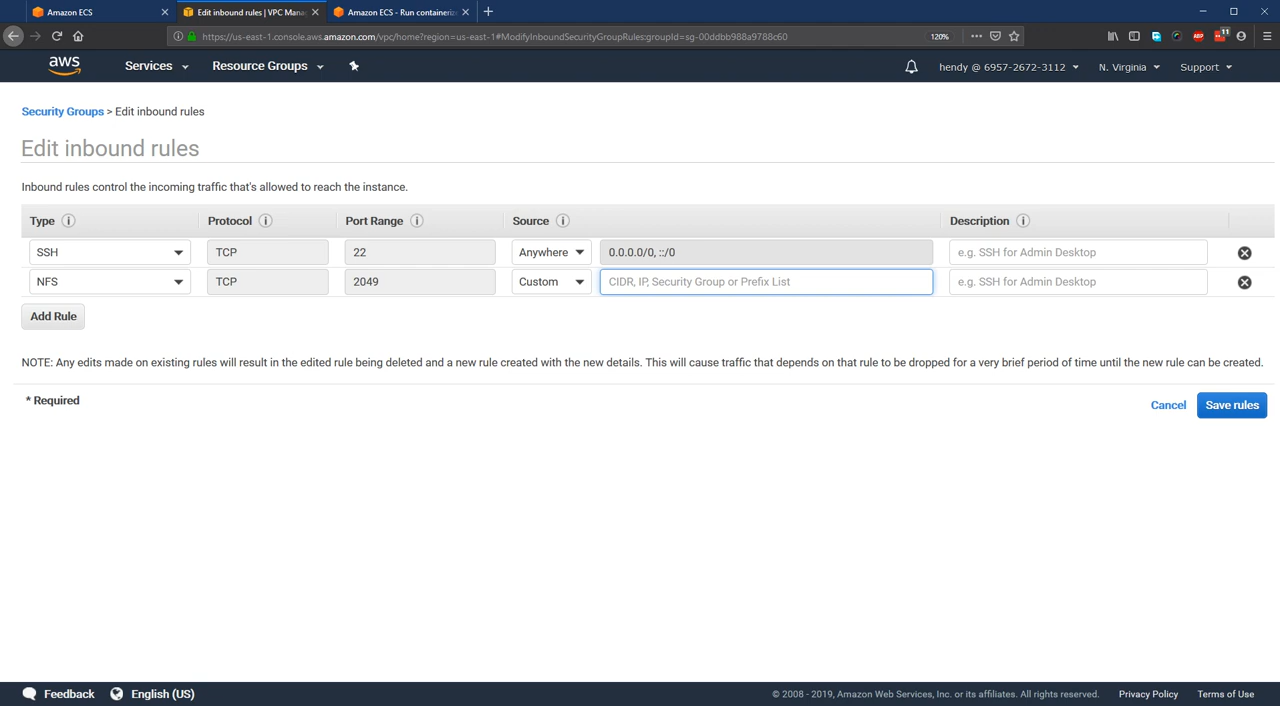 Amazon ECS
Edit inbound rules | VPC Mana
Amazon ECS - Run containerize
https://us-east-1.console.aws.amazon.com/vpc/home?region=us-east-1#ModifyInboundSecurityGroupRules:groupId=sg-00ddbb988a9788c60
120%
11
ABP
aws
Services
Resource Groups
hendy @ 6957-2672-3112
N. Virginia
Support
Security Groups > Edit inbound rules
Edit inbound rules
Inbound rules control the incoming traffic that's allowed to reach the instance.
Type i Protocol i Port Range i Source i Description i
SSH TCP 22 Anywhere 0.0.0.0/0, ::/0 e.g. SSH for Admin Desktop
NFS TCP 2049 Custom CIDR, IP, Security Group or Prefix List e.g. SSH for Admin Desktop
Add Rule
NOTE: Any edits made on existing rules will result in the edited rule being deleted and a new rule created with the new details. This will cause traffic that depends on that rule to be dropped for a very brief period of time until the new rule can be created.
* Required
Cancel
Save rules
Feedback
English (US)
© 2008 - 2019, Amazon Web Services, Inc. or its affiliates. All rights reserved.
Privacy Policy
Terms of Use